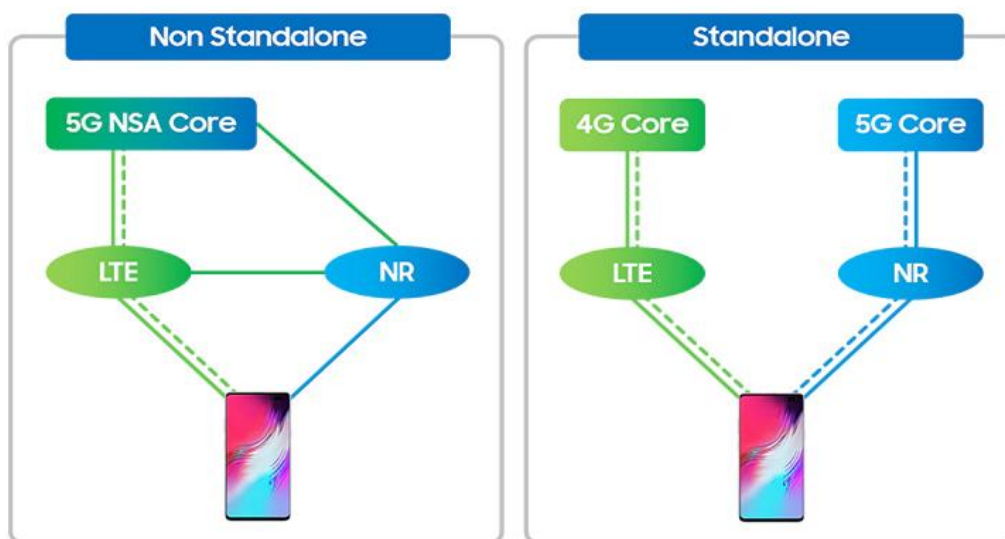 Non Standalone
5G NSA Core
LTE
NR
Standalone
4G Core
5G Core
LTE
NR